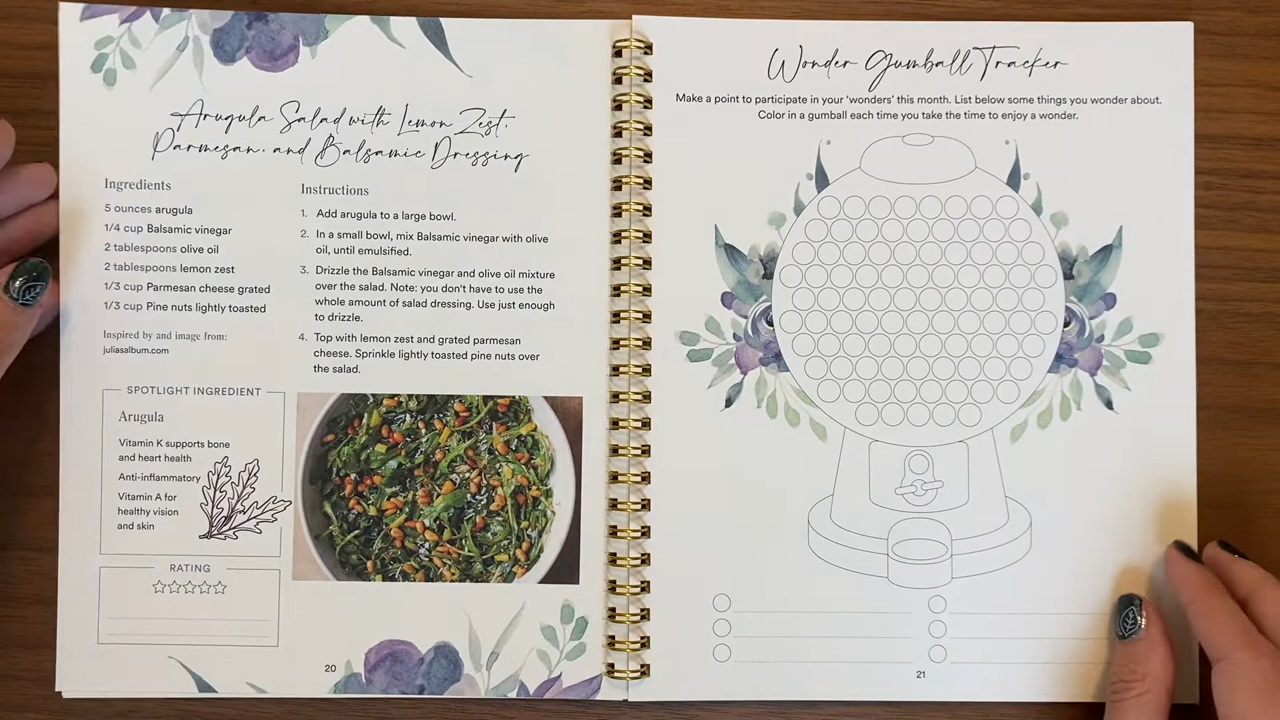 Arugula Salad with Lemon Zest,
Parmesan, and Balsamic Dressing
Ingredients
5 ounces arugula
1/4 cup Balsamic vinegar
2 tablespoons olive oil
2 tablespoons lemon zest
1/3 cup Parmesan cheese grated
1/3 cup Pine nuts lightly toasted
Inspired by and image from:
juliasalbum.com
Instructions
1. Add arugula to a large bowl.
2. In a small bowl, mix Balsamic vinegar with olive
oil, until emulsified.
3. Drizzle the Balsamic vinegar and olive oil mixture
over the salad. Note: you don't have to use the
whole amount of salad dressing. Use just enough
to drizzle.
4. Top with lemon zest and grated parmesan
cheese. Sprinkle lightly toasted pine nuts over
the salad.
SPOTLIGHT INGREDIENT
Arugula
Vitamin K supports bone
and heart health
Anti-inflammatory
Vitamin A for
healthy vision
and skin
RATING
20
Wonder Gumball Tracker
Make a point to participate in your 'wonders' this month. List below some things you wonder about.
Color in a gumball each time you take the time to enjoy a wonder.
21